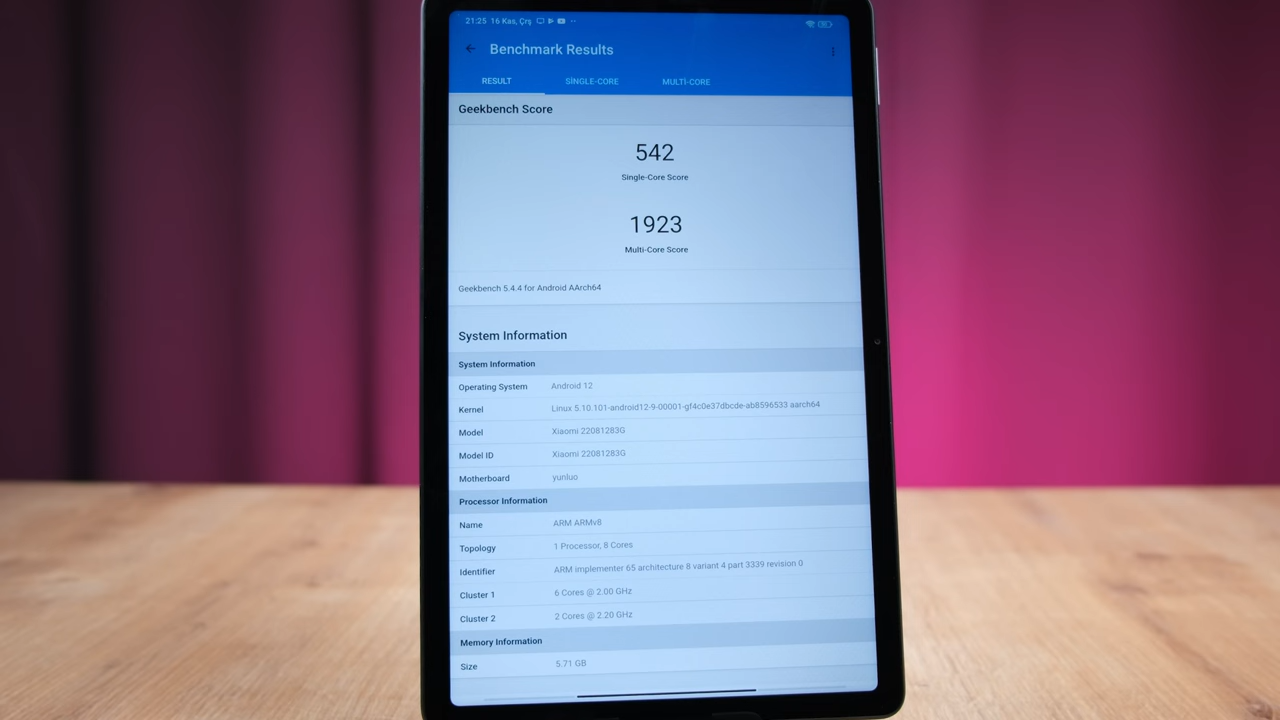 21:25 16 Kas, Çrş
Benchmark Results
RESULT SİNGLE-CORE MULTİ-CORE
Geekbench Score
542
Single-Core Score
1923
Multi-Core Score
Geekbench 5.4.4 for Android AArch64
System Information
System Information
Operating System Android 12
Kernel Linux 5.10.101-android12-9-00001-gf4c0e37dbcde-ab8596533 aarch64
Model Xiaomi 22081283G
Model ID Xiaomi 22081283G
Motherboard yunluo
Processor Information
Name ARM ARMv8
Topology 1 Processor, 8 Cores
Identifier ARM implementer 65 architecture 8 variant 4 part 3339 revision 0
Cluster 1 6 Cores @ 2.00 GHz
Cluster 2 2 Cores @ 2.20 GHz
Memory Information
Size 5.71 GB